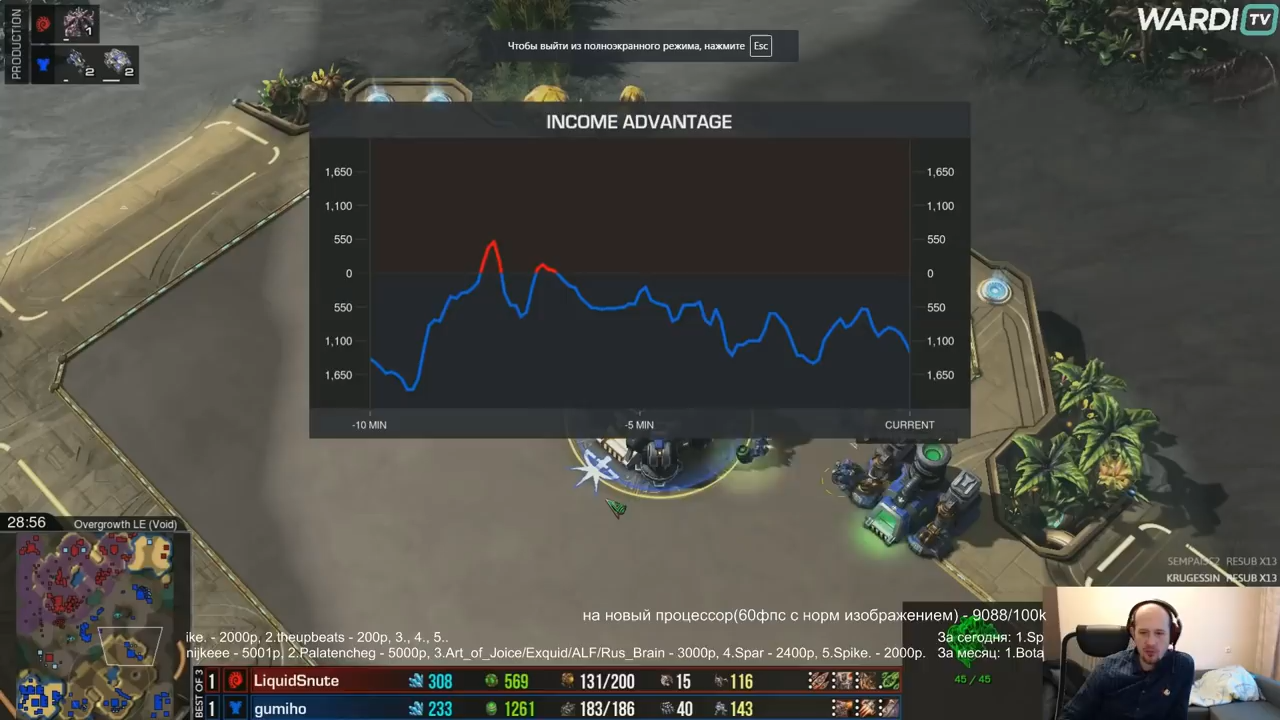 PRODUCTION
1
2 2
Чтобы выйти из полноэкранного режима, нажмите Esc
WARDI TV
INCOME ADVANTAGE
1,650 1,650
1,100 1,100
550 550
0 0
550 550
1,100 1,100
1,650 1,650
-10 MIN -5 MIN CURRENT
28:56 Overgrowth LE (Void)
RESUB X13
KRUGESSIN RESUB X13
на новый процессор(60фпс с норм изображением) - 9088/100k
ike. - 2000р, 2.theupbeats - 200р, 3., 4., 5.. За сегодня: 1.Sp
nijkeee - 5001р, 2.Palatencheg - 5000р, 3.Art_of_Joice/Exquid/ALF/Rus_Brain - 3000р, 4.Spar - 2400р, 5.Spike. - 2000р. За месяц: 1.Bota
45 / 45
BEST OF 3
1 LiquidSnute 308 569 131/200 15 116
1 gumiho 233 1261 183/186 40 143